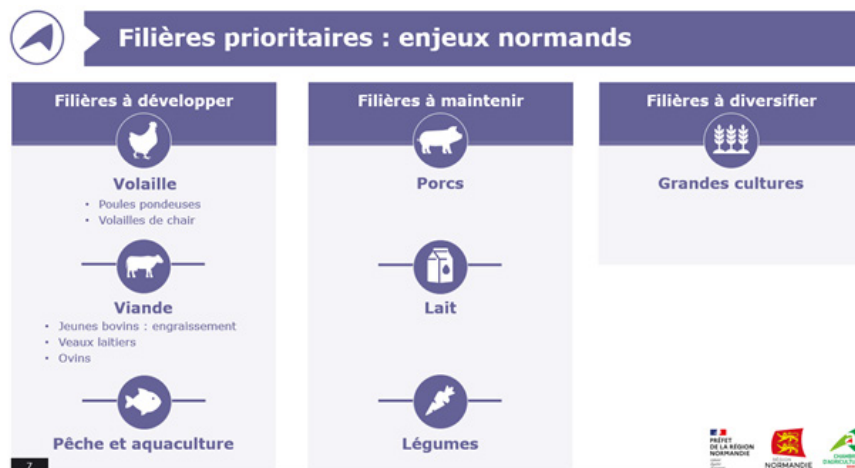 Filières prioritaires : enjeux normands
Filières à développer
Volaille
• Poules pondeuses
• Volailles de chair
Viande
• Jeunes bovins : engraissement
• Veaux laitiers
• Ovins
Pêche et aquaculture
Filières à maintenir
Porcs
Lait
Légumes
Filières à diversifier
Grandes cultures
7
PRÉFET
DE LA RÉGION
NORMANDIE
RÉGION
NORMANDIE